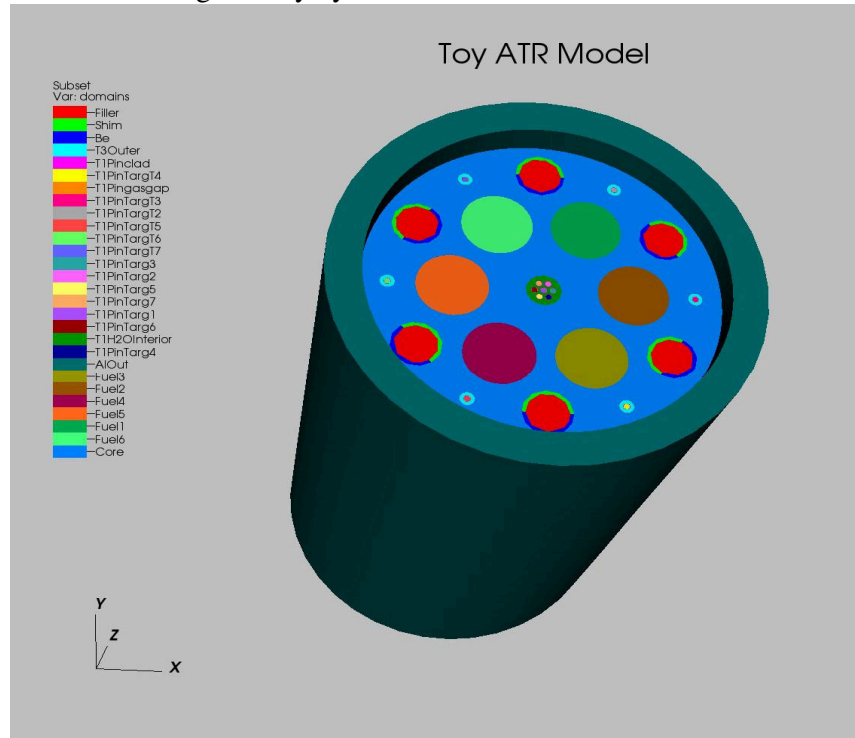 Toy ATR Model
Subset
Var: domains
Filler
Shim
Be
T3Outer
T1Pinclad
T1PinTargT4
T1Pingasgap
T1PinTargT3
T1PinTargT2
T1PinTargT5
T1PinTargT6
T1PinTargT7
T1PinTarg3
T1PinTarg2
T1PinTarg5
T1PinTarg7
T1PinTarg1
T1PinTarg6
T1H2OInterior
T1PinTarg4
AlOut
Fuel3
Fuel2
Fuel4
Fuel5
Fuel1
Fuel6
Core
Y
Z
X